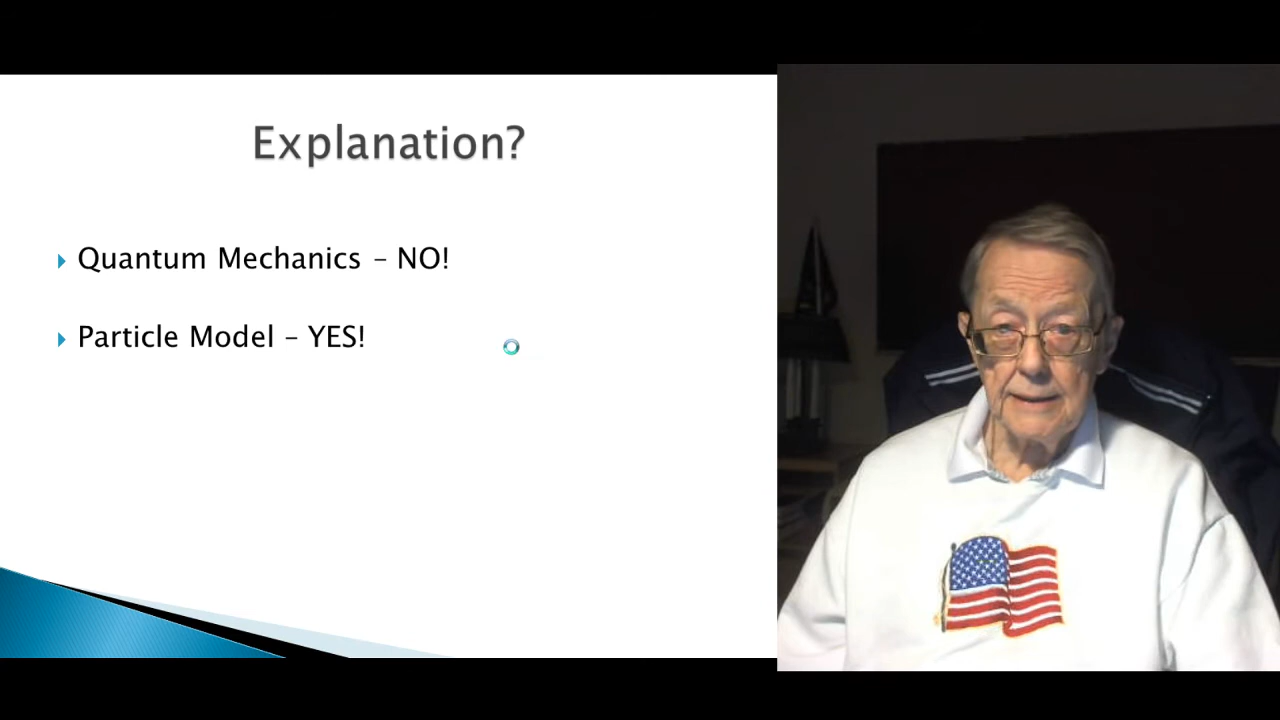 Explanation?
Quantum Mechanics – NO!
Particle Model – YES!